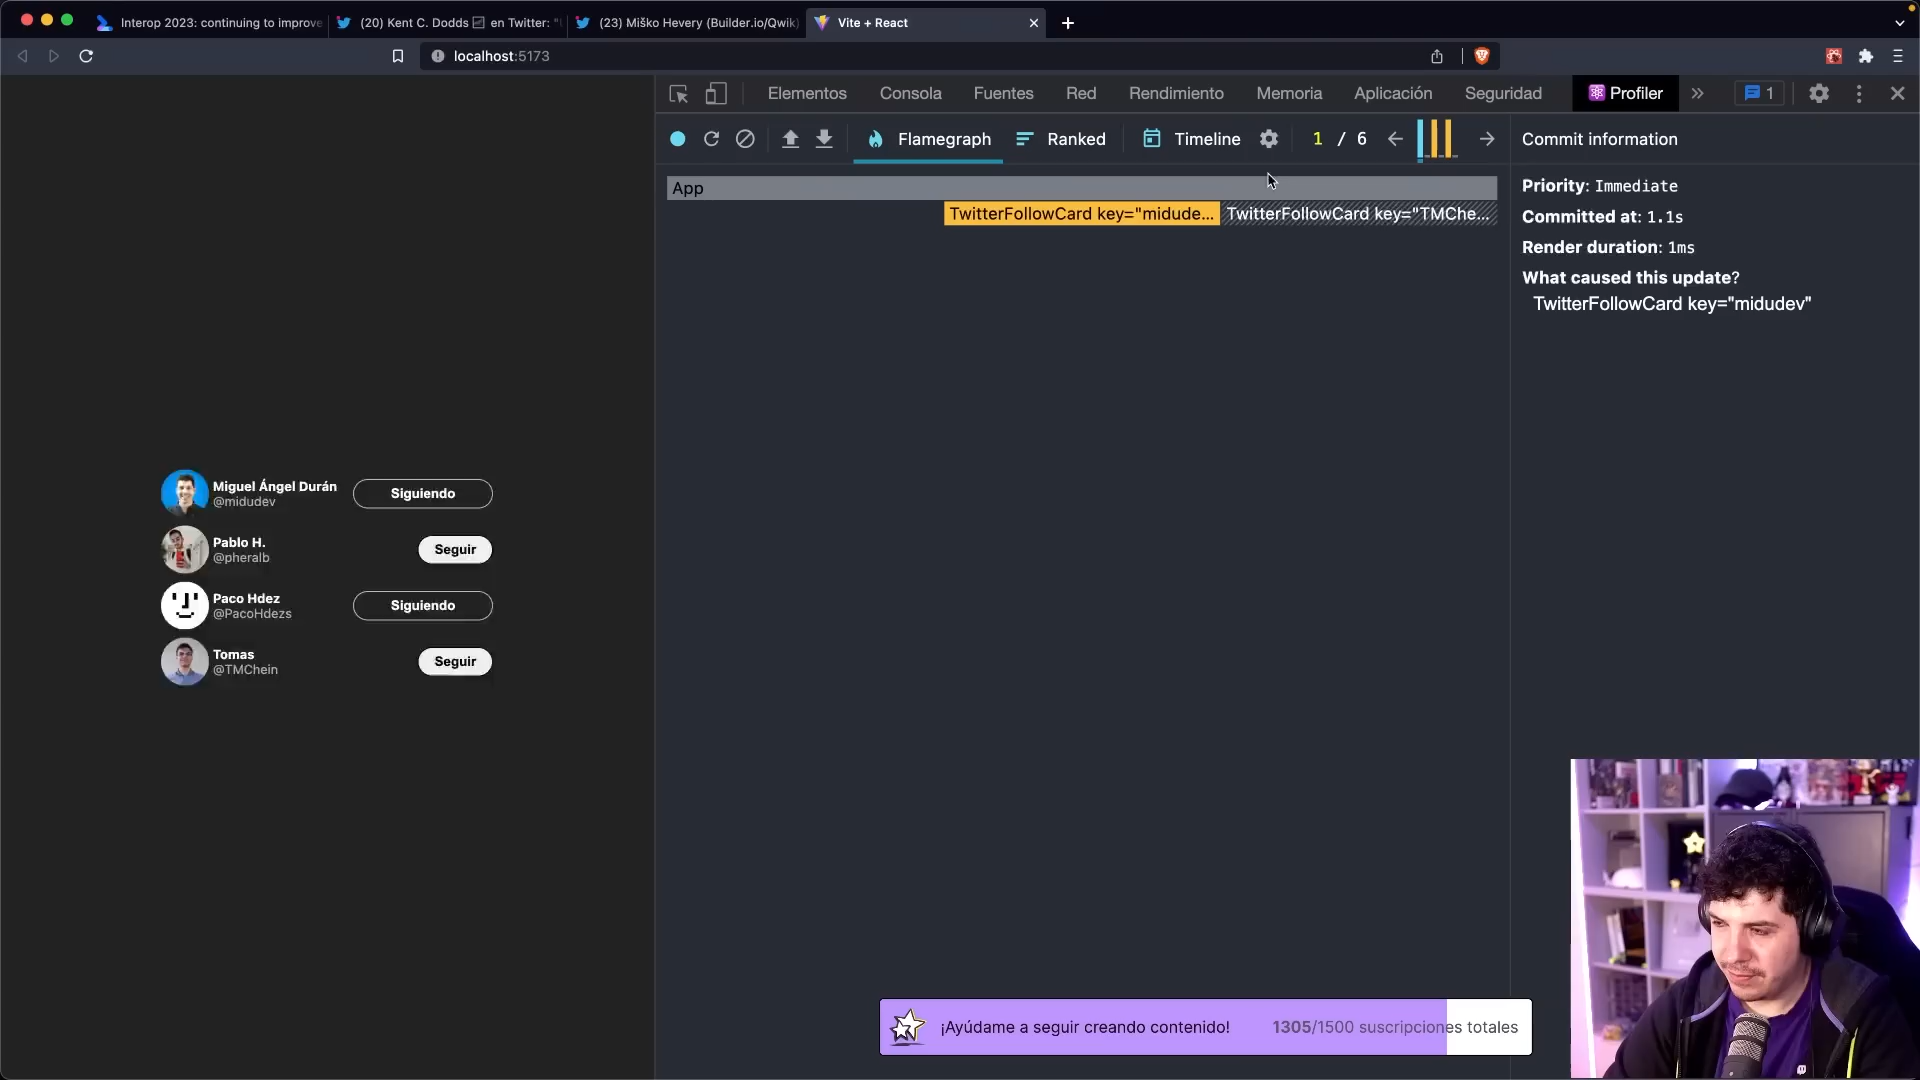 Interop 2023: continuing to improve
(20) Kent C. Dodds en Twitter: "
(23) Miško Hevery (Builder.io/Qwik)
Vite + React
localhost:5173
Elementos
Consola
Fuentes
Red
Rendimiento
Memoria
Aplicación
Seguridad
Profiler
1
Flamegraph
Ranked
Timeline
1 / 6
Commit information
App
TwitterFollowCard key="midude...
TwitterFollowCard key="TMChe...
Priority: Immediate
Committed at: 1.1s
Render duration: 1ms
What caused this update?
TwitterFollowCard key="midudev"
Miguel Ángel Durán
@midudev
Siguiendo
Pablo H.
@pheralb
Seguir
Paco Hdez
@PacoHdezs
Siguiendo
Tomas
@TMChein
Seguir
¡Ayúdame a seguir creando contenido!
1305/1500 suscripciones totales